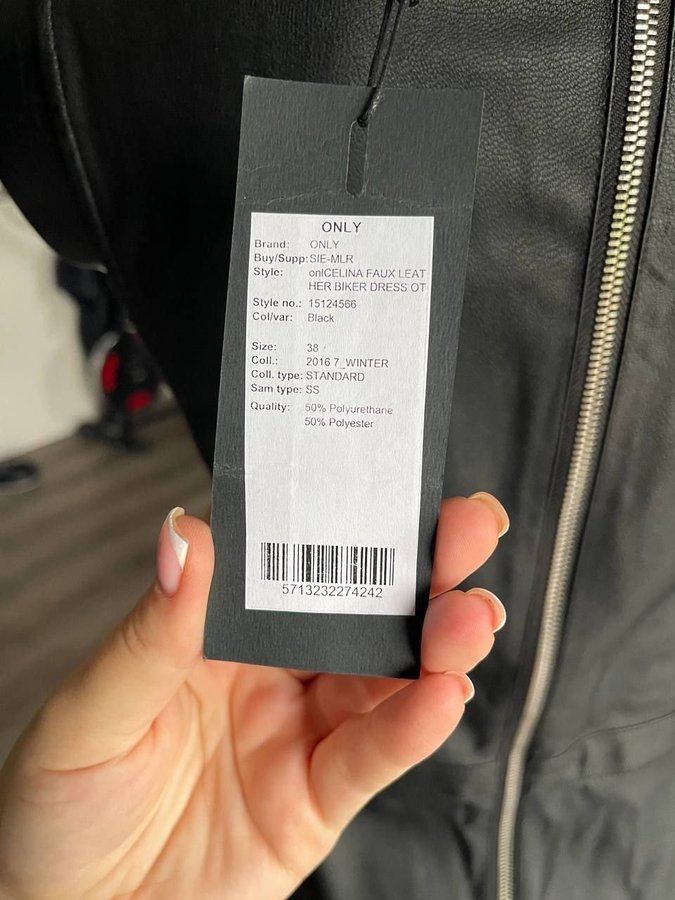 ONLY
Brand: ONLY
Buy/Supp: SIE-MLR
Style: onlCELINA FAUX LEAT
HER BIKER DRESS OT
Style no.: 15124566
Col/var: Black
Size: 38
Coll.: 2016 7_WINTER
Coll. type: STANDARD
Sam type: SS
Quality: 50% Polyurethane
50% Polyester
5713232274242